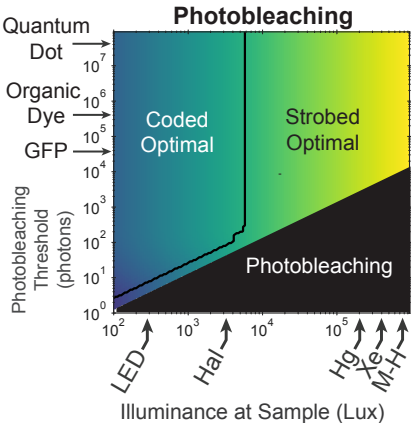 Photobleaching
Quantum
Dot
10^7
Organic
Dye
10^6
10^5
GFP
10^4
10^3
10^2
10^1
10^0
Photobleaching
Threshold
(photons)
Coded
Optimal
Strobed
Optimal
Photobleaching
10^2
10^3
10^4
10^5
LED
Hal
Hg
Xe
M-H
Illuminance at Sample (Lux)